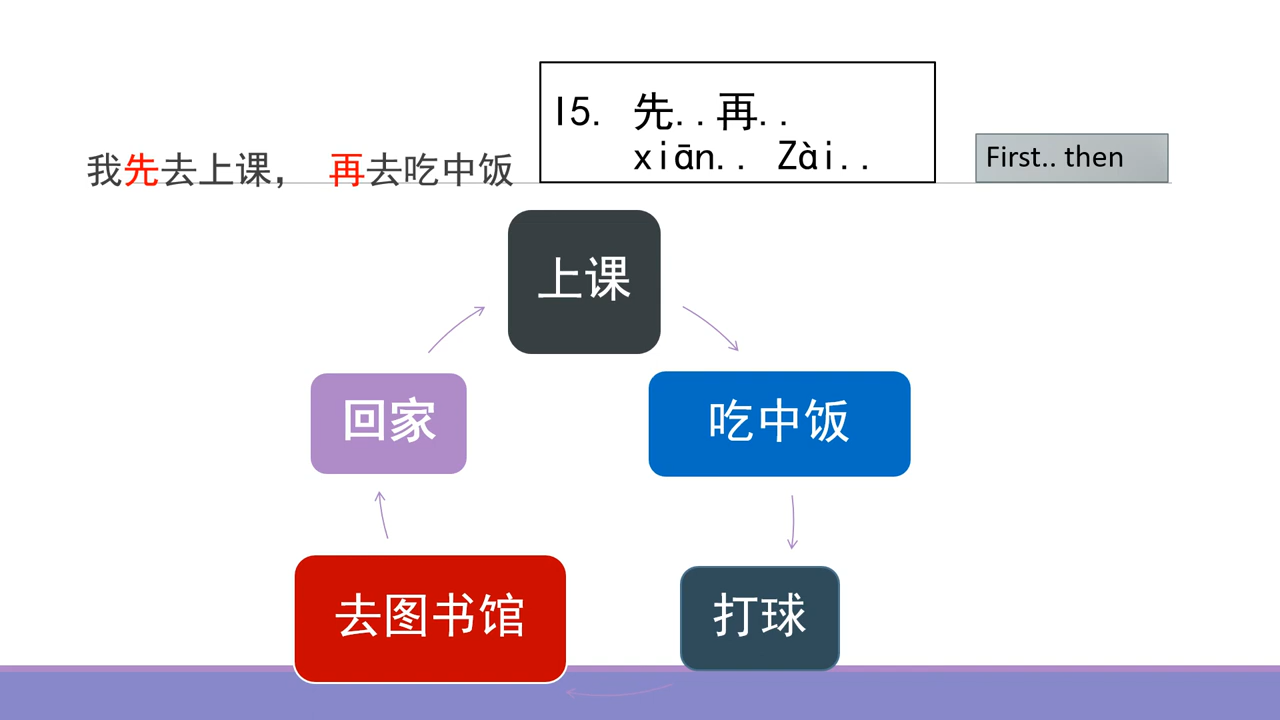 I5. 先..再..
xiān.. Zài..
First.. then
我先去上课， 再去吃中饭
上课
吃中饭
打球
去图书馆
回家